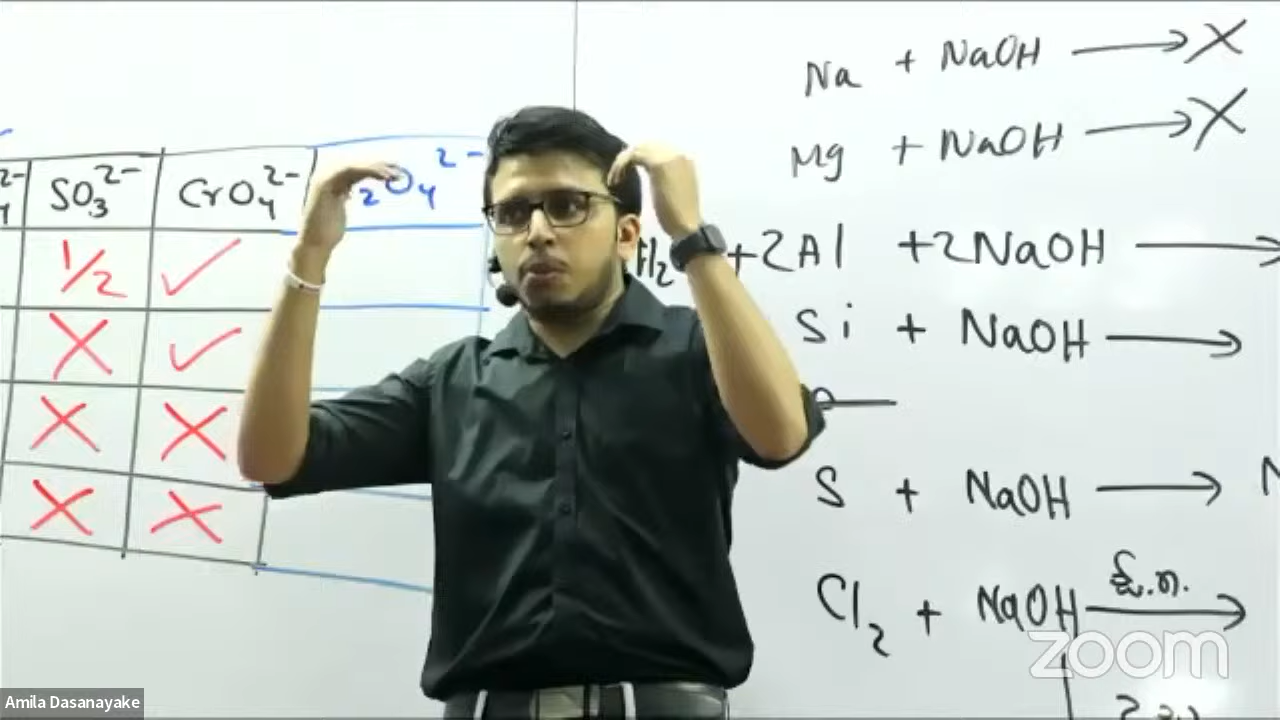 SO₃²⁻ CrO₄²⁻ ₂O₄²⁻
1/2 ✓
X ✓
X X
X X
Na + NaOH → X
Mg + NaOH → X
H₂ + 2Al + 2NaOH →
Si + NaOH →
S + NaOH →
Cl₂ + NaOH →
zoom
Amila Dasanayake